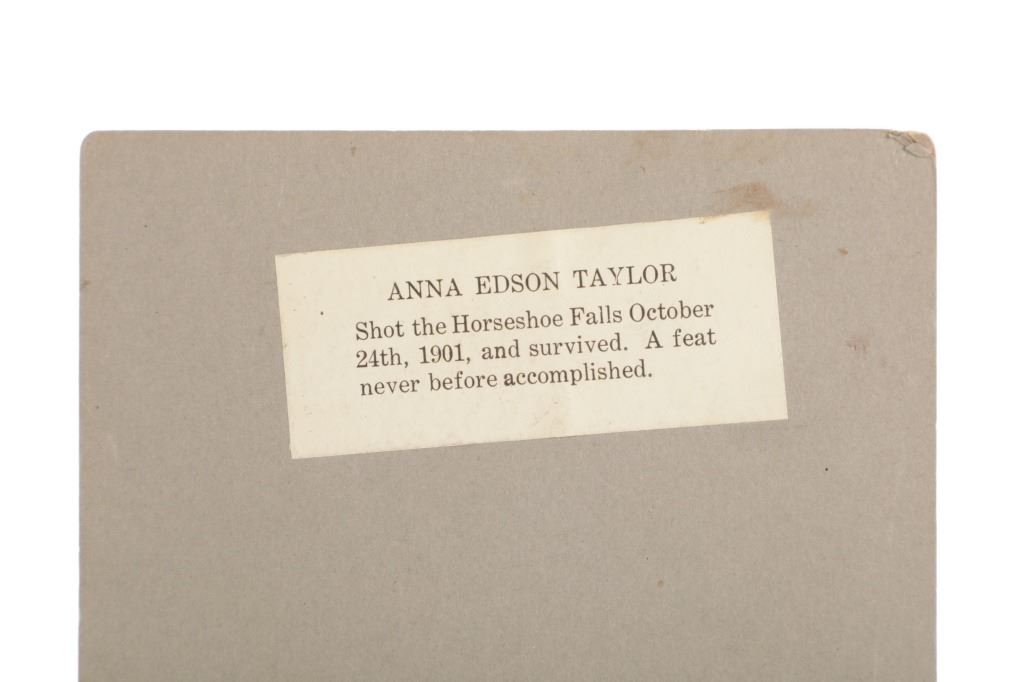 ANNA EDSON TAYLOR
Shot the Horseshoe Falls October
24th, 1901, and survived. A feat
never before accomplished.